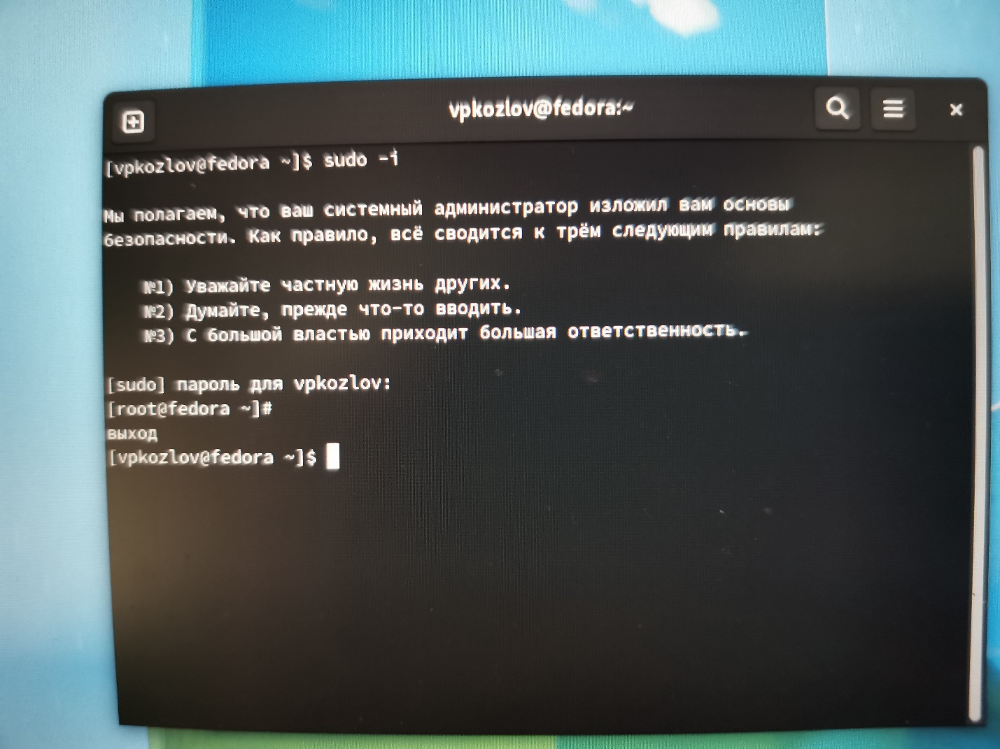 vpkozlov@fedora:~
[vpkozlov@fedora ~]$ sudo -i
Мы полагаем, что ваш системный администратор изложил вам основы
безопасности. Как правило, всё сводится к трём следующим правилам:
№1) Уважайте частную жизнь других.
№2) Думайте, прежде что-то вводить.
№3) С большой властью приходит большая ответственность.
[sudo] пароль для vpkozlov:
[root@fedora ~]#
выход
[vpkozlov@fedora ~]$